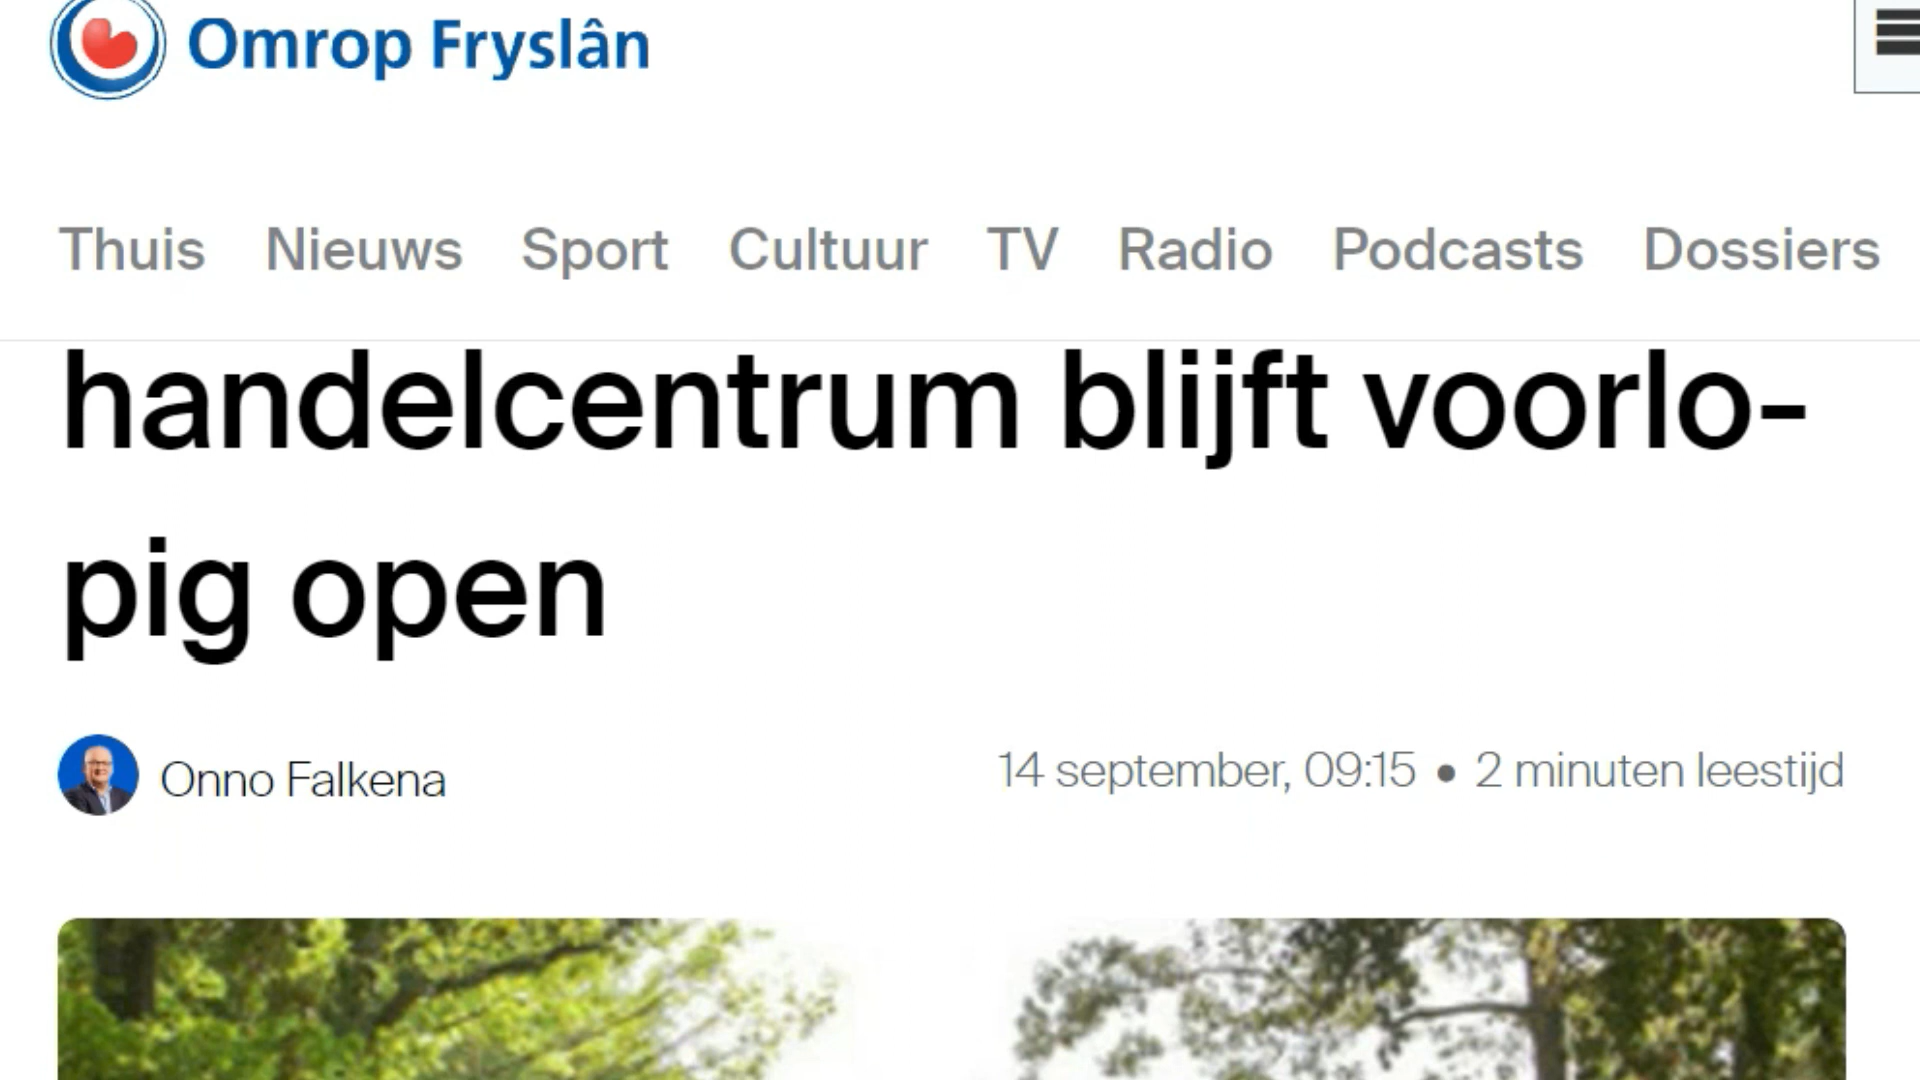 Omrop Fryslân
Thuis Nieuws Sport Cultuur TV Radio Podcasts Dossiers
handelcentrum blijft voorlo-
pig open
Onno Falkena
14 september, 09:15 • 2 minuten leestijd